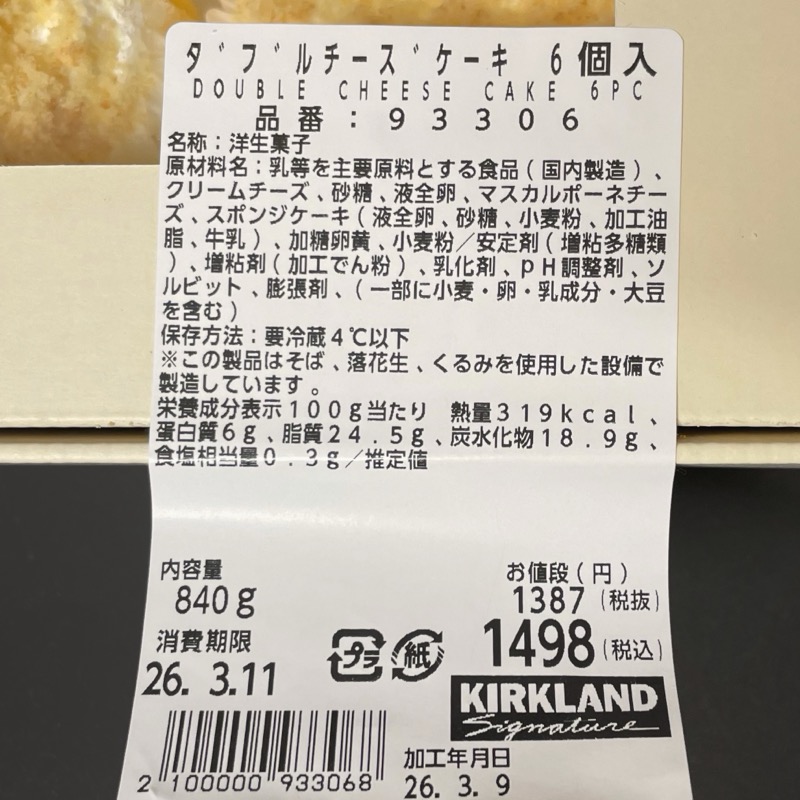 ダブルチーズケーキ 6個入
DOUBLE CHEESE CAKE 6PC
品番：93306
名称：洋生菓子
原材料名：乳等を主要原料とする食品（国内製造）、
クリームチーズ、砂糖、液全卵、マスカルポーネチー
ズ、スポンジケーキ（液全卵、砂糖、小麦粉、加工油
脂、牛乳）、加糖卵黄、小麦粉／安定剤（増粘多糖類
）、増粘剤（加工でん粉）、乳化剤、ｐＨ調整剤、ソ
ルビット、膨張剤、（一部に小麦・卵・乳成分・大豆
を含む）
保存方法：要冷蔵４℃以下
※この製品はそば、落花生、くるみを使用した設備で
製造しています。
栄養成分表示１００ｇ当たり　熱量３１９ｋｃａｌ、
蛋白質６ｇ、脂質２４．５ｇ、炭水化物１８．９ｇ、
食塩相当量０．３ｇ／推定値
内容量
840ｇ
お値段（円）
1387（税抜）
1498（税込）
消費期限
26. 3.11
プラ
紙
KIRKLAND
Signature
2 100000 933068
加工年月日
26. 3. 9